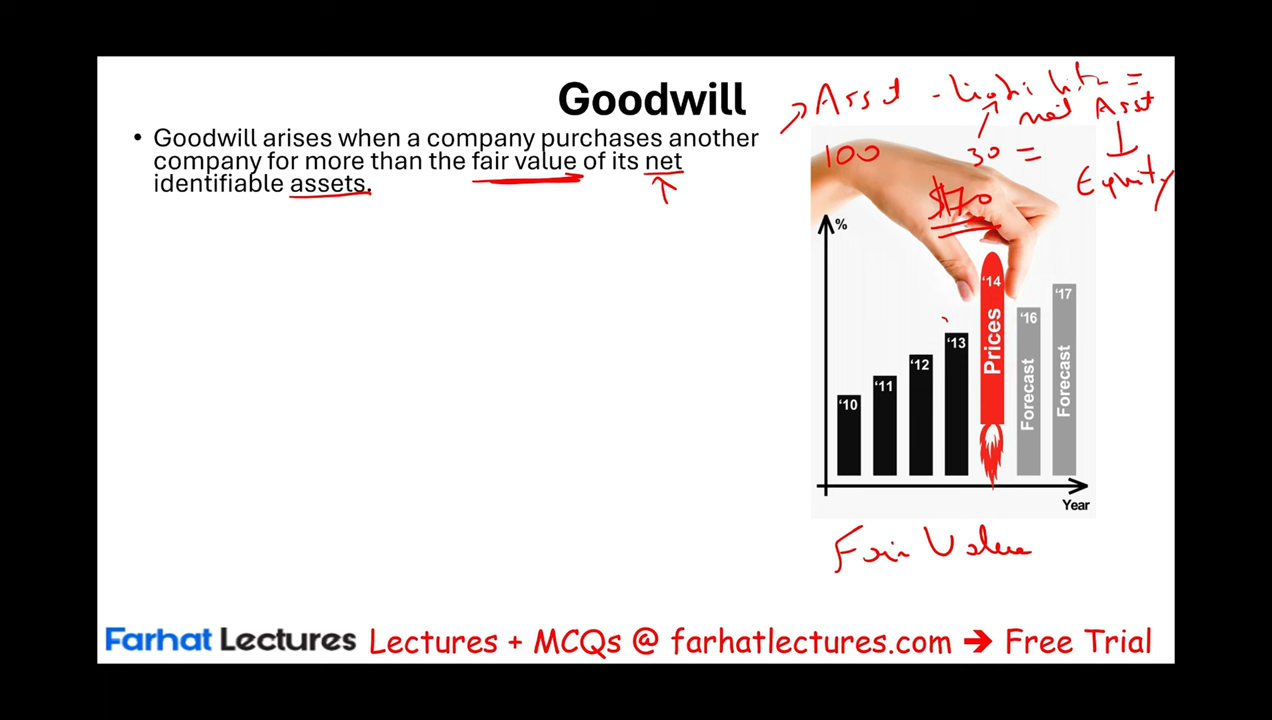 Goodwill
• Goodwill arises when a company purchases another
company for more than the fair value of its net
identifiable assets.
Asset - Liabilities =
net Asset
100 30 =
$70
Equity
%
'10
'11
'12
'13
'14
Prices
'16
Forecast
'17
Forecast
Year
Fair Value
Farhat Lectures Lectures + MCQs @ farhatlectures.com ➔ Free Trial